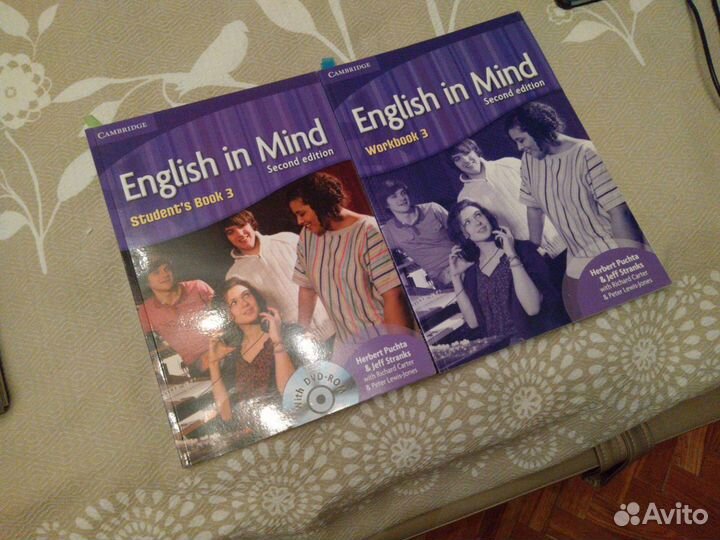 CAMBRIDGE
English in Mind
Second edition
Student's Book 3
Herbert Puchta
& Jeff Stranks
with Richard Carter
& Peter Lewis-Jones
With DVD-ROM
CAMBRIDGE
English in Mind
Second edition
Workbook 3
Herbert Puchta
& Jeff Stranks
with Richard Carter
& Peter Lewis-Jones
Avito